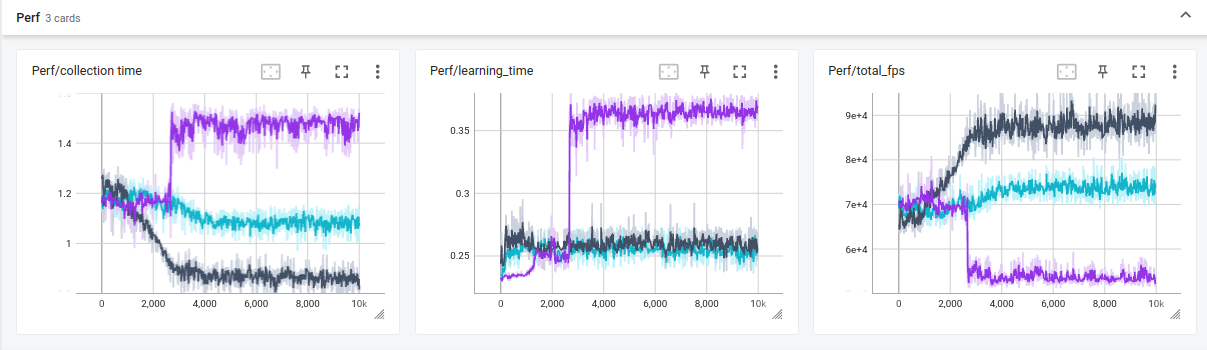 Perf 3 cards
Perf/collection time
1.4
1.2
1
0 2,000 4,000 6,000 8,000 10k
Perf/learning_time
0.35
0.3
0.25
0 2,000 4,000 6,000 8,000 10k
Perf/total_fps
9e+4
8e+4
7e+4
6e+4
0 2,000 4,000 6,000 8,000 10k